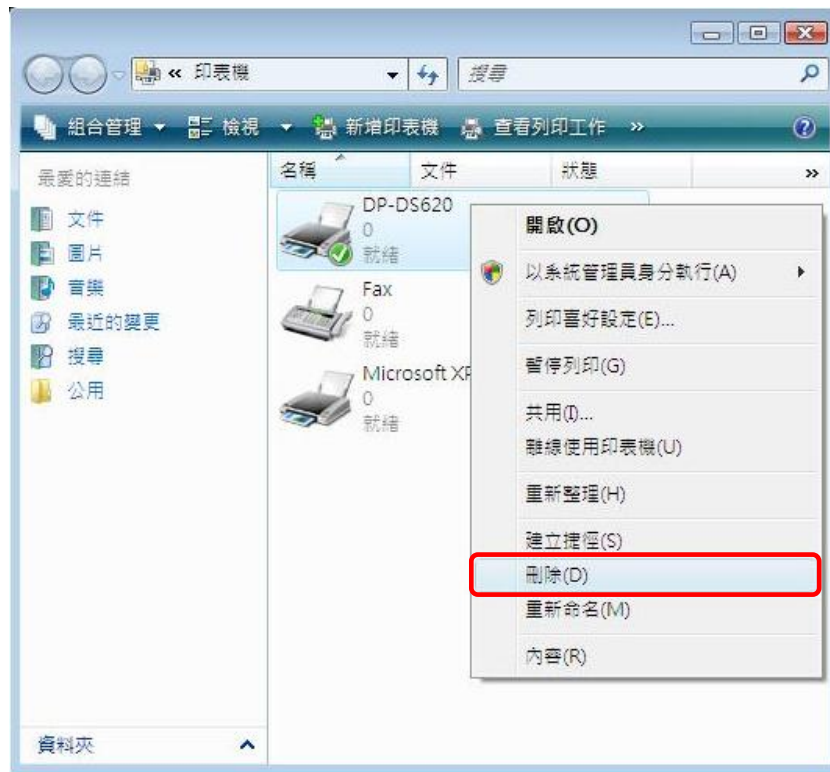 « 印表機
搜尋
組合管理 檢視 新增印表機 查看列印工作 »
最愛的連結
文件
圖片
音樂
最近的變更
搜尋
公用
資料夾
名稱 文件 狀態 »
DP-DS620
0
就緒
Fax
0
就緒
Microsoft XP
0
就緒
開啟(O)
以系統管理員身分執行(A)
列印喜好設定(E)...
暫停列印(G)
共用(I)...
離線使用印表機(U)
重新整理(H)
建立捷徑(S)
刪除(D)
重新命名(M)
內容(R)